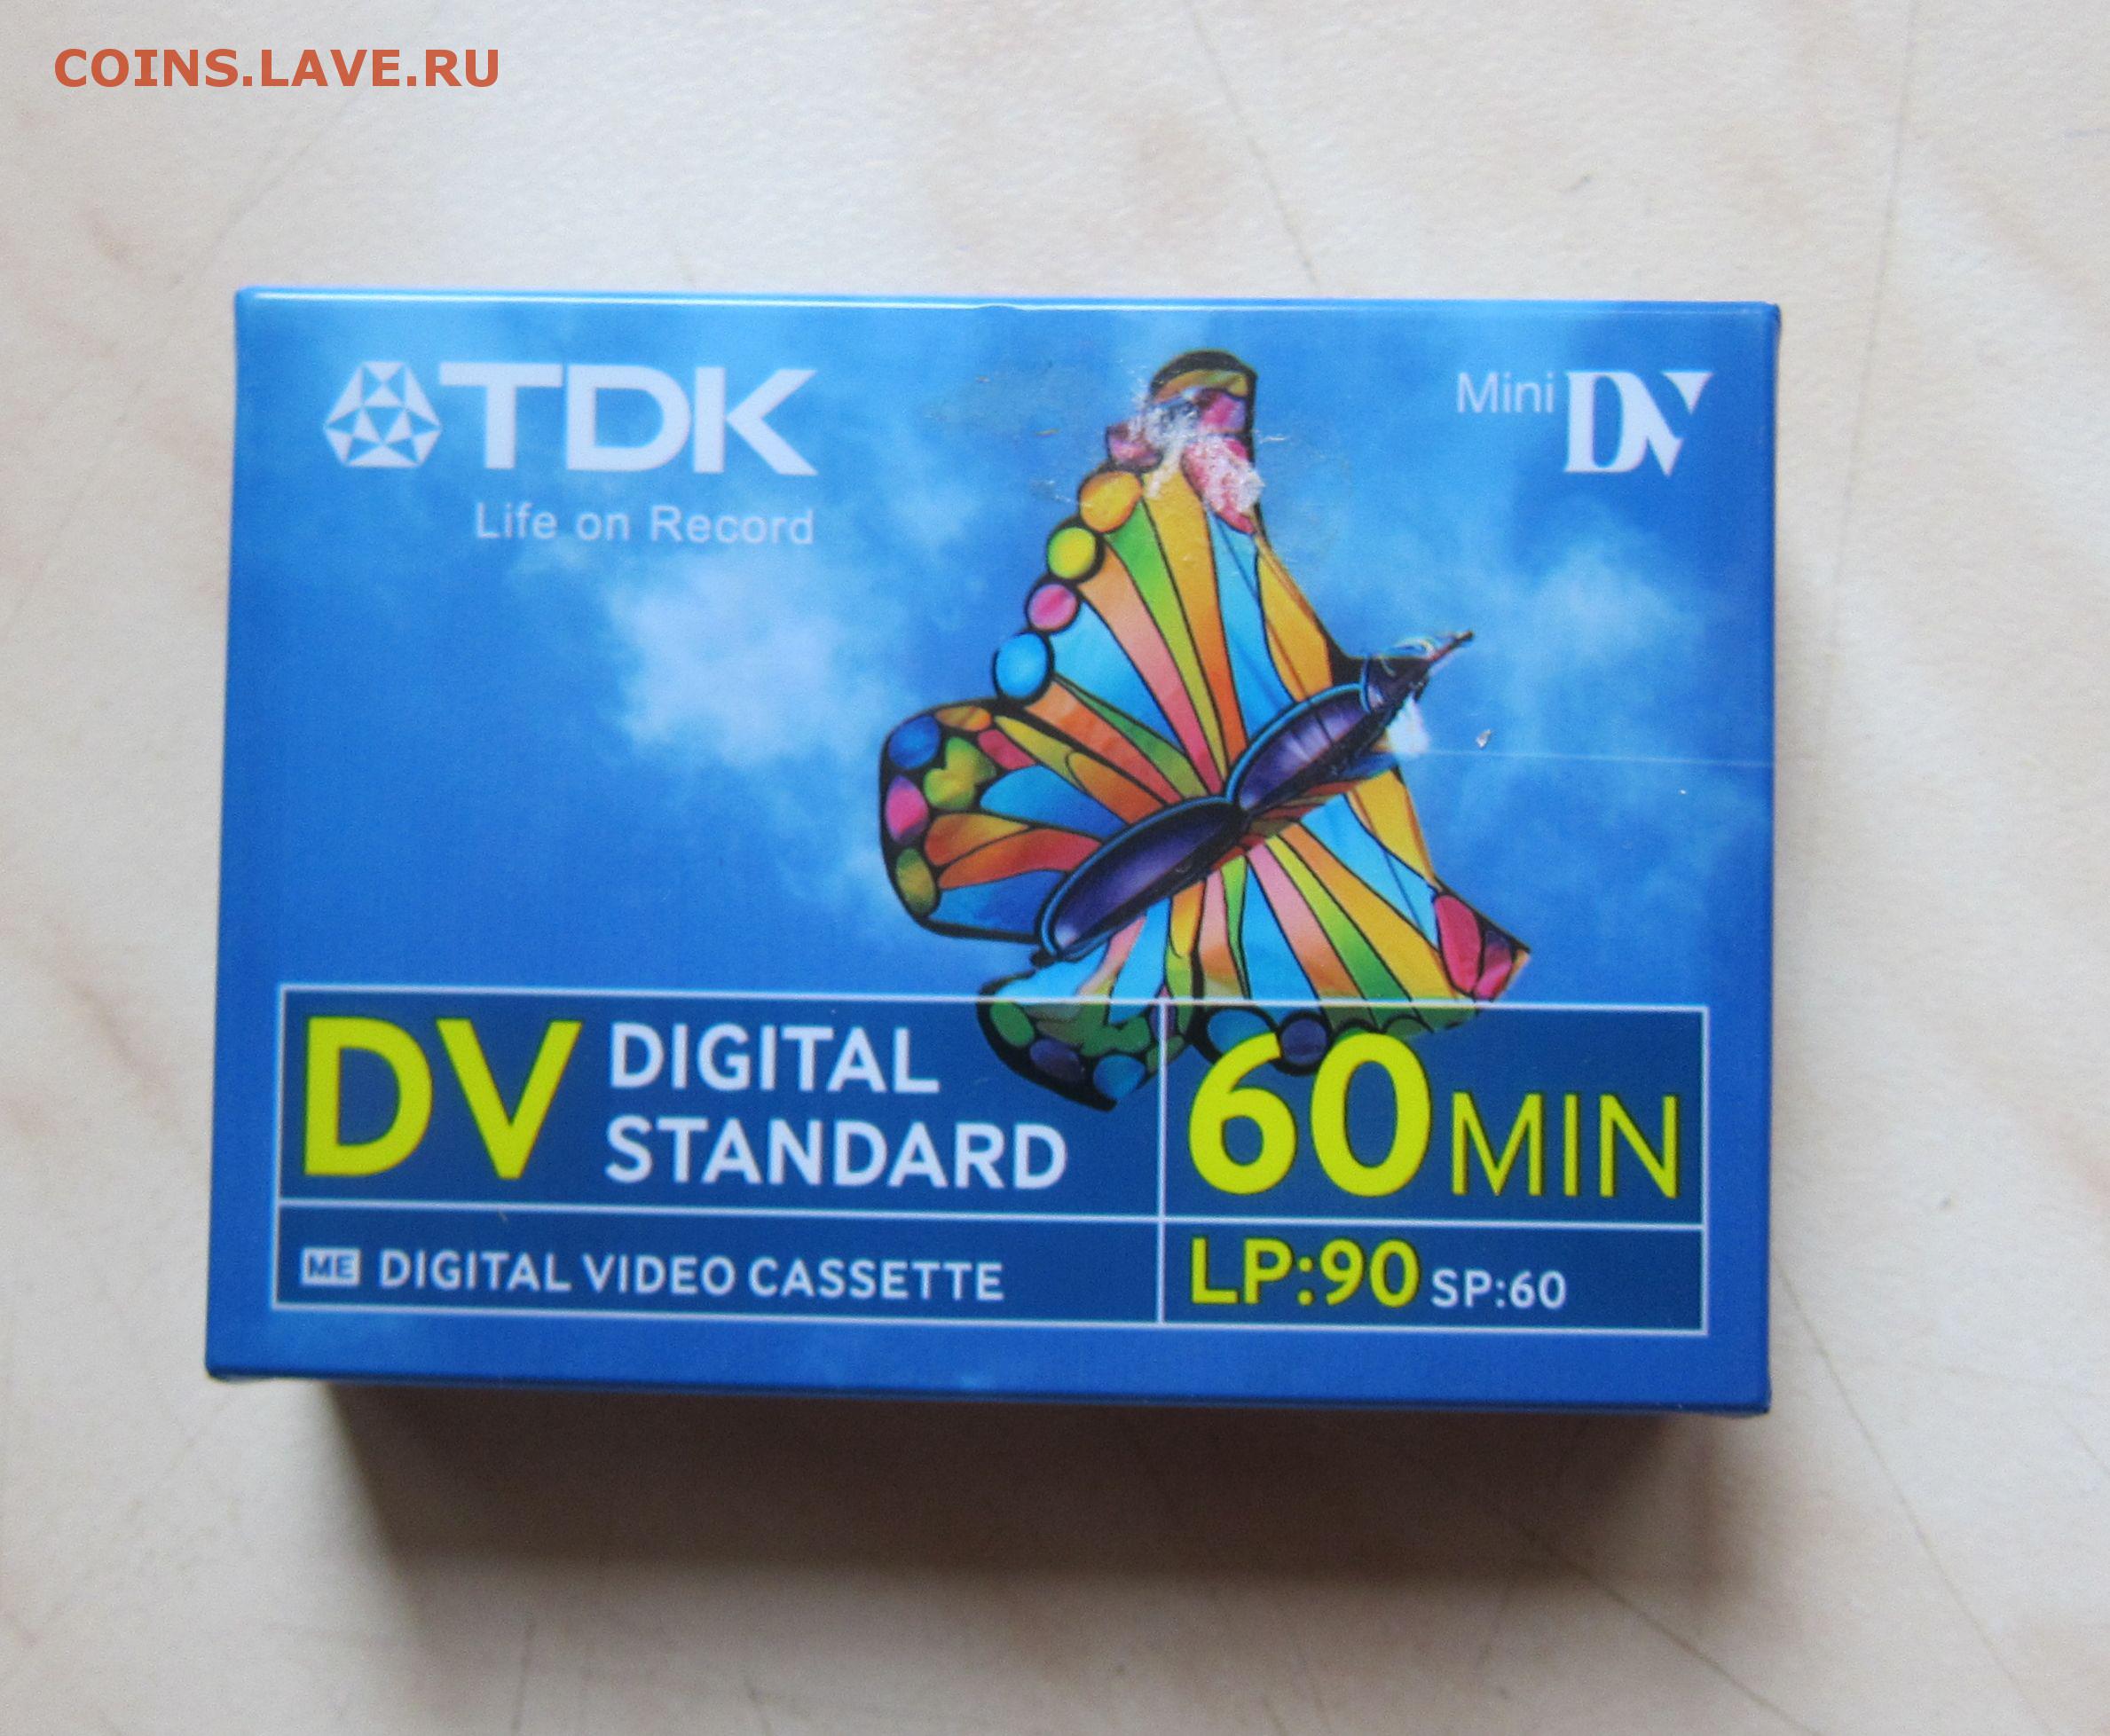 COINS.LAVE.RU
TDK
Mini DV
Life on Record
DV DIGITAL
STANDARD
60 MIN
ME DIGITAL VIDEO CASSETTE
LP:90 SP:60